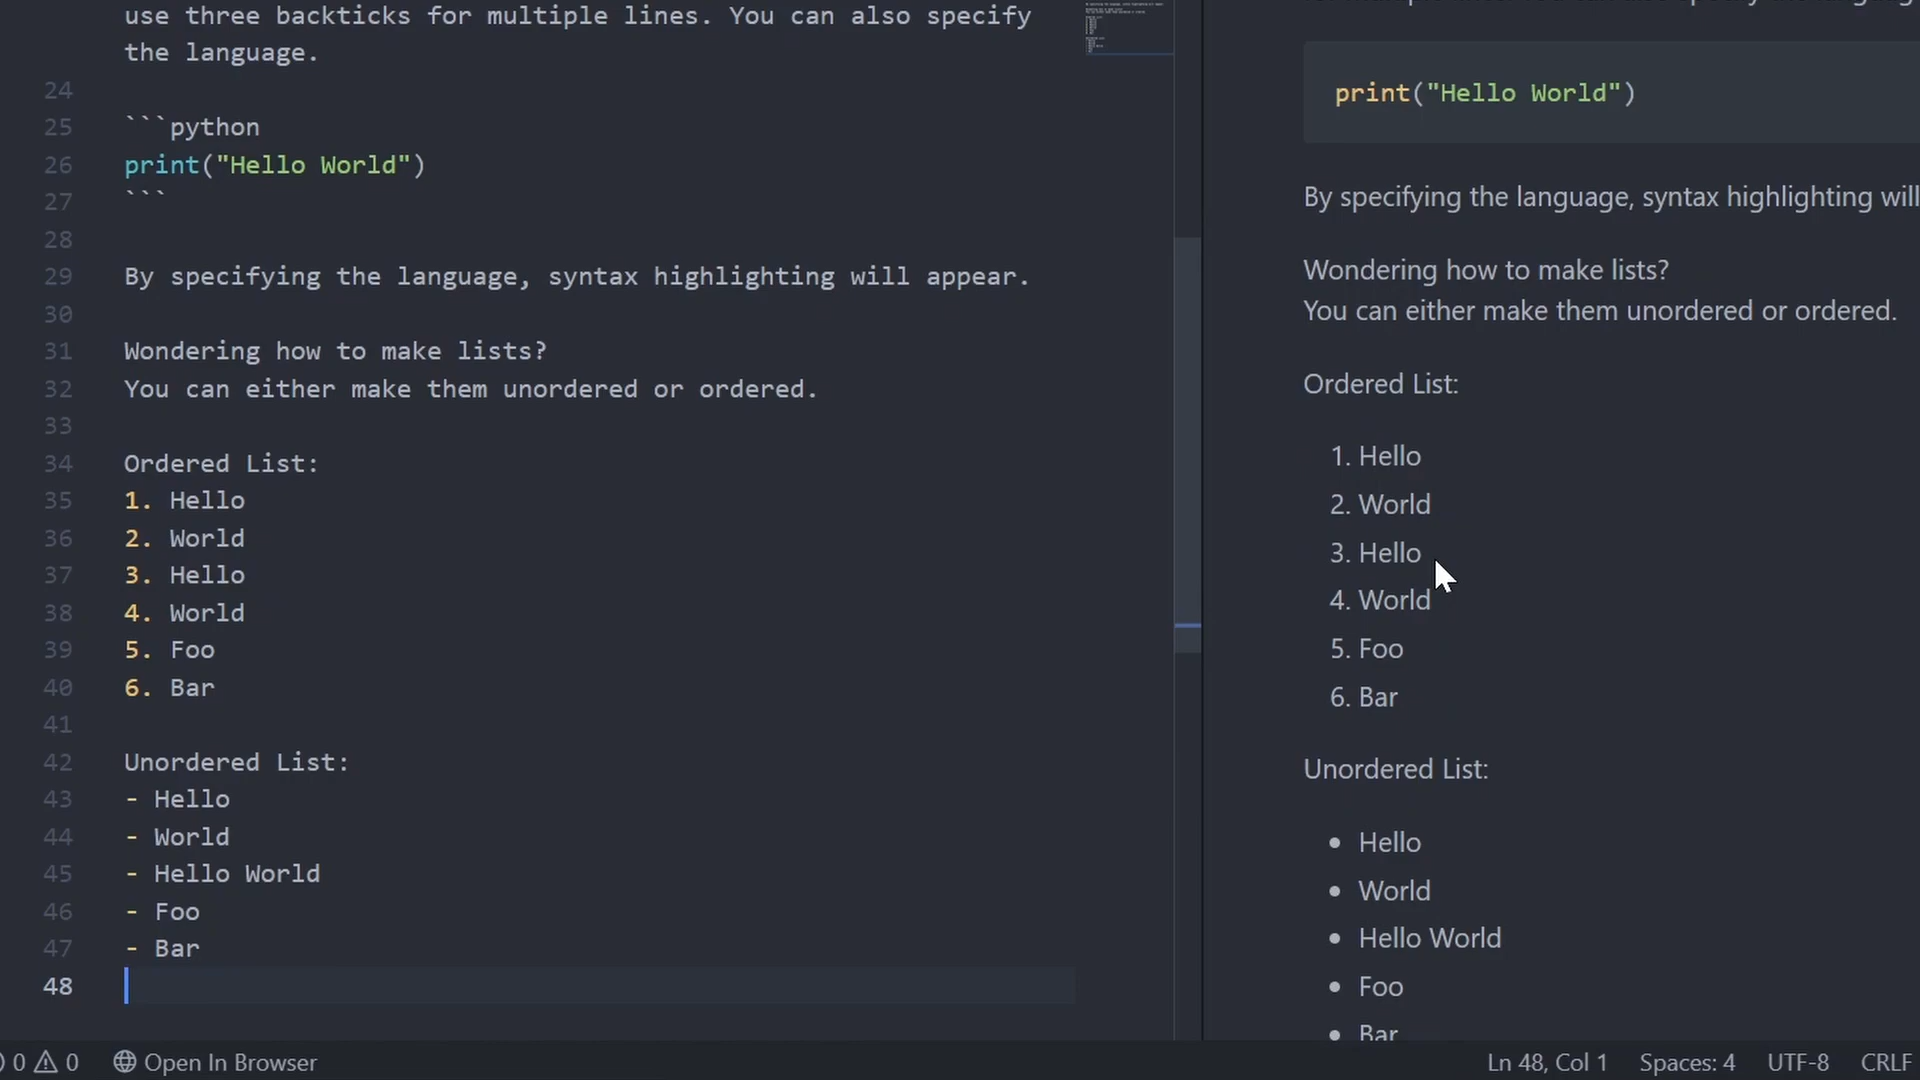 use three backticks for multiple lines. You can also specify
the language.
24
25 ```python
26 print("Hello World")
27 ```
28
29 By specifying the language, syntax highlighting will appear.
30
31 Wondering how to make lists?
32 You can either make them unordered or ordered.
33
34 Ordered List:
35 1. Hello
36 2. World
37 3. Hello
38 4. World
39 5. Foo
40 6. Bar
41
42 Unordered List:
43 - Hello
44 - World
45 - Hello World
46 - Foo
47 - Bar
48
print("Hello World")
By specifying the language, syntax highlighting will
Wondering how to make lists?
You can either make them unordered or ordered.
Ordered List:
1. Hello
2. World
3. Hello
4. World
5. Foo
6. Bar
Unordered List:
• Hello
• World
• Hello World
• Foo
• Bar
0 0 Open In Browser Ln 48, Col 1 Spaces: 4 UTF-8 CRLF